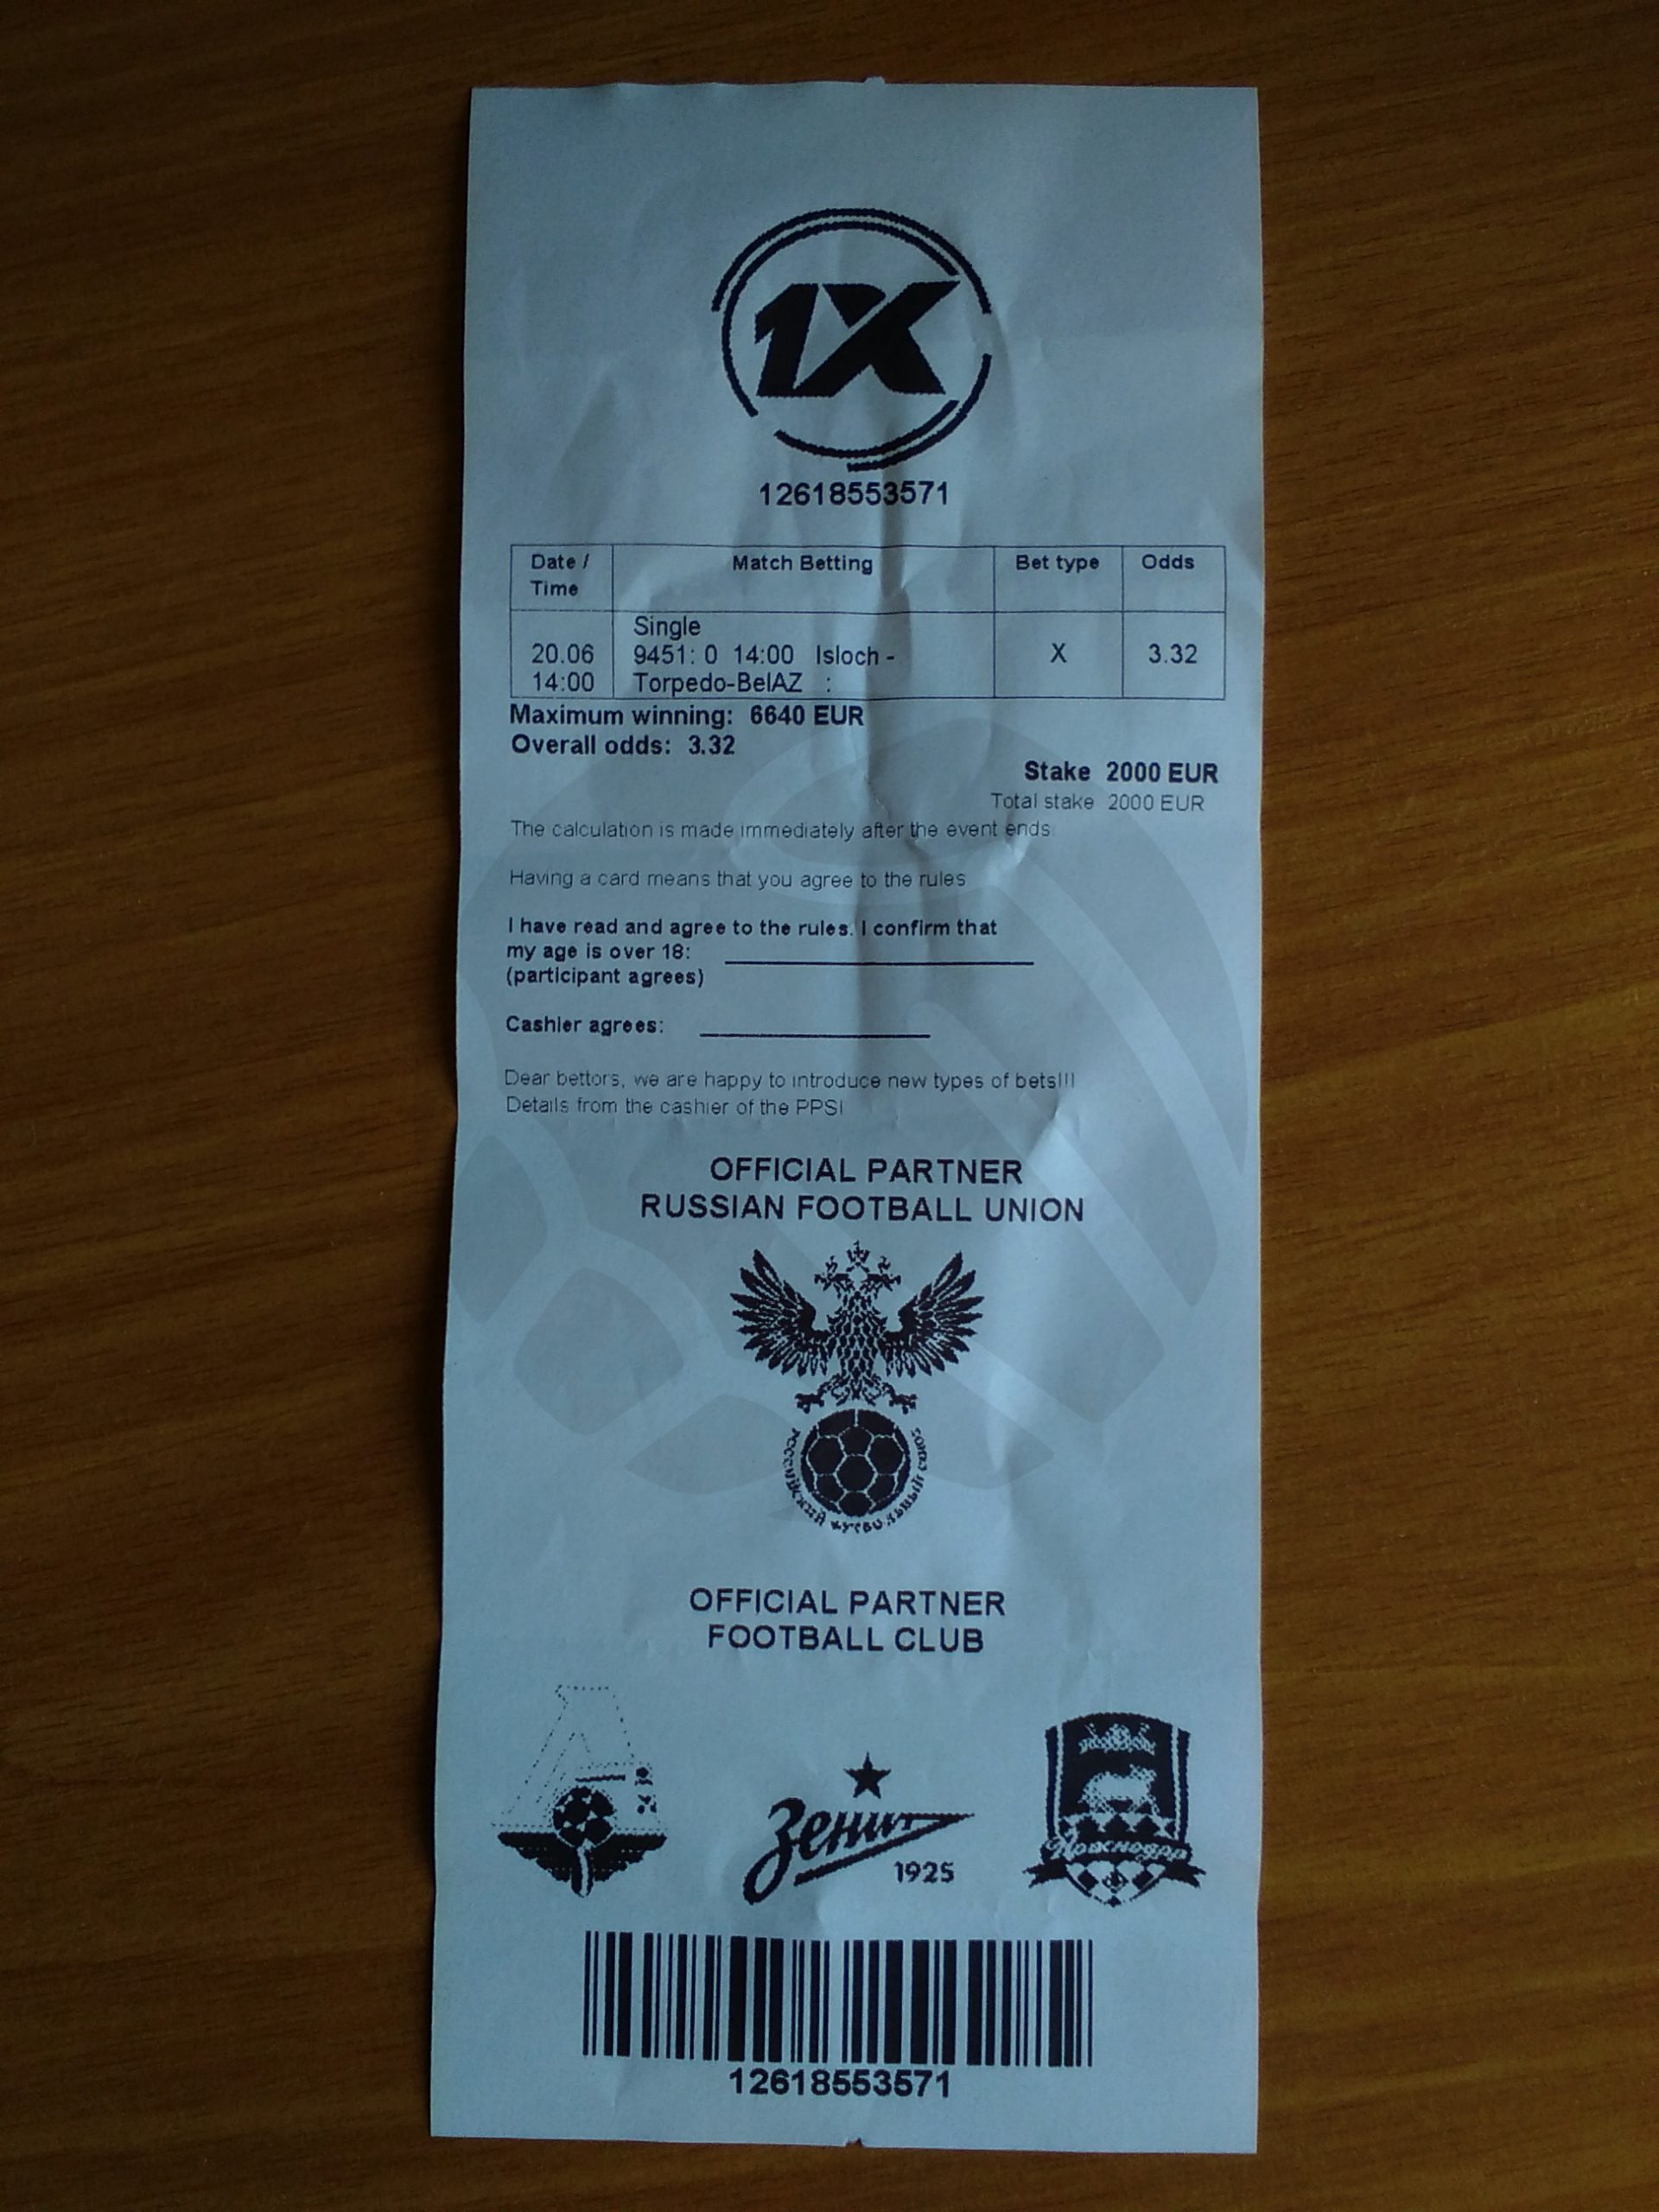 1X
12618553571
Date / Time Match Betting Bet type Odds
Single
20.06 9451: 0 14:00 Isloch - X 3.32
14:00 Torpedo-BelAZ :
Maximum winning: 6640 EUR
Overall odds: 3.32
Stake 2000 EUR
Total stake 2000 EUR
The calculation is made immediately after the event ends.
Having a card means that you agree to the rules
I have read and agree to the rules. I confirm that
my age is over 18:
(participant agrees)
Cashier agrees:
Dear bettors, we are happy to introduce new types of bets!!!
Details from the cashier of the PPSI
OFFICIAL PARTNER
RUSSIAN FOOTBALL UNION
РОССИЙСКИЙ ФУТБОЛЬНЫЙ СОЮЗ
OFFICIAL PARTNER
FOOTBALL CLUB
Зенит
1925
Краснодар
12618553571